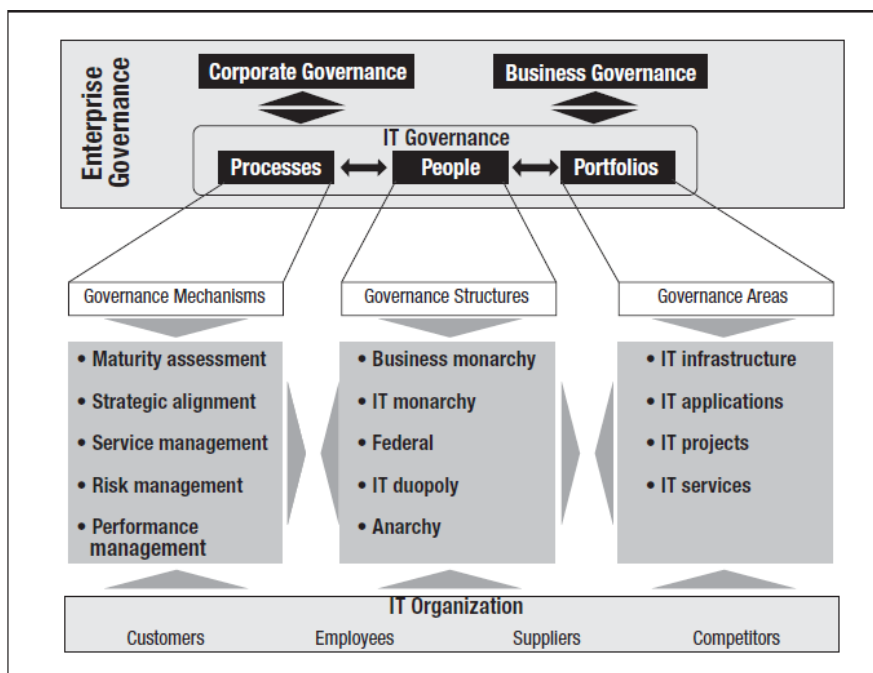 Enterprise
Governance
Corporate Governance
Business Governance
IT Governance
Processes
People
Portfolios
Governance Mechanisms
Governance Structures
Governance Areas
• Maturity assessment
• Strategic alignment
• Service management
• Risk management
• Performance
management
• Business monarchy
• IT monarchy
• Federal
• IT duopoly
• Anarchy
• IT infrastructure
• IT applications
• IT projects
• IT services
IT Organization
Customers
Employees
Suppliers
Competitors